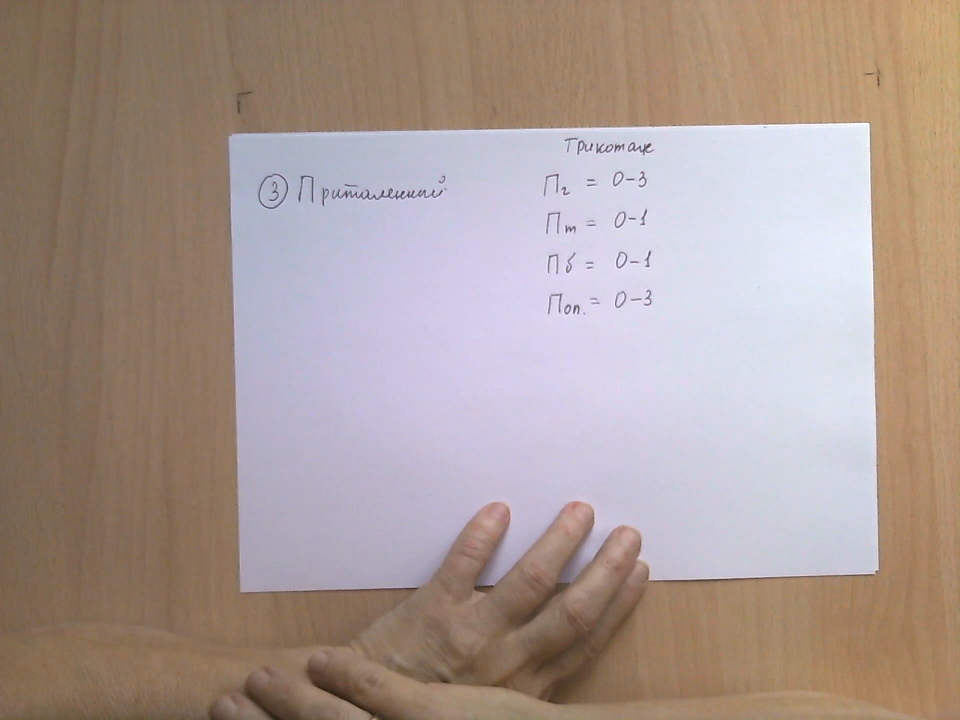 Трикотаж
③ Приталенный
Пг = 0-3
Пт = 0-1
Пб = 0-1
Поп. = 0-3